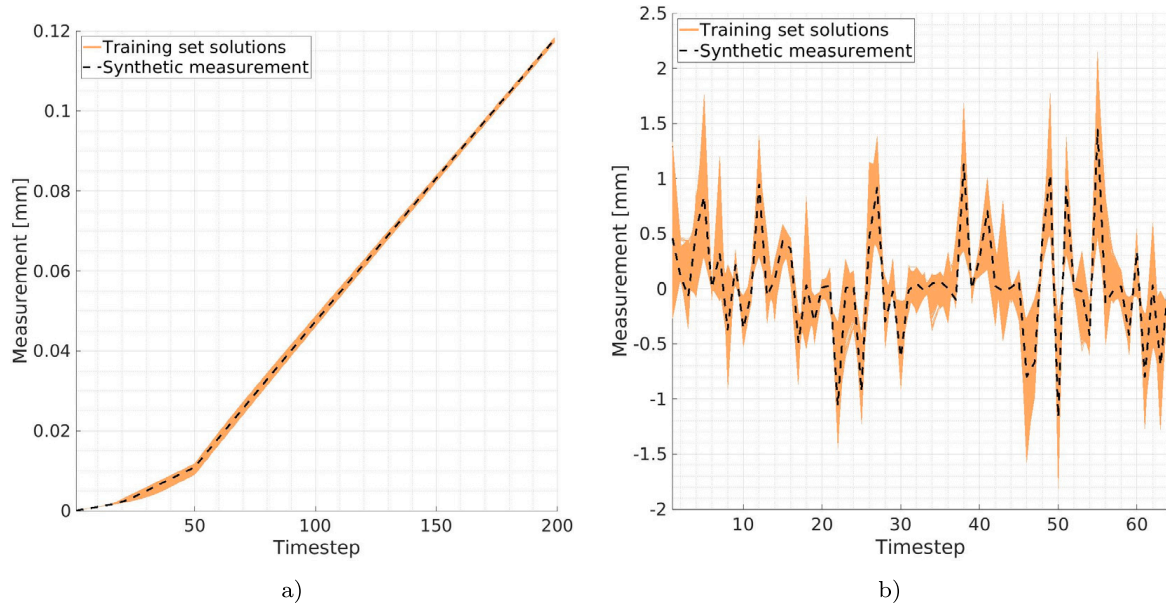 Training set solutions
Synthetic measurement
Measurement [mm]
0.12
0.1
0.08
0.06
0.04
0.02
0
50
100
150
200
Timestep
a)
Training set solutions
Synthetic measurement
Measurement [mm]
2.5
2
1.5
1
0.5
0
-0.5
-1
-1.5
-2
10
20
30
40
50
60
Timestep
b)